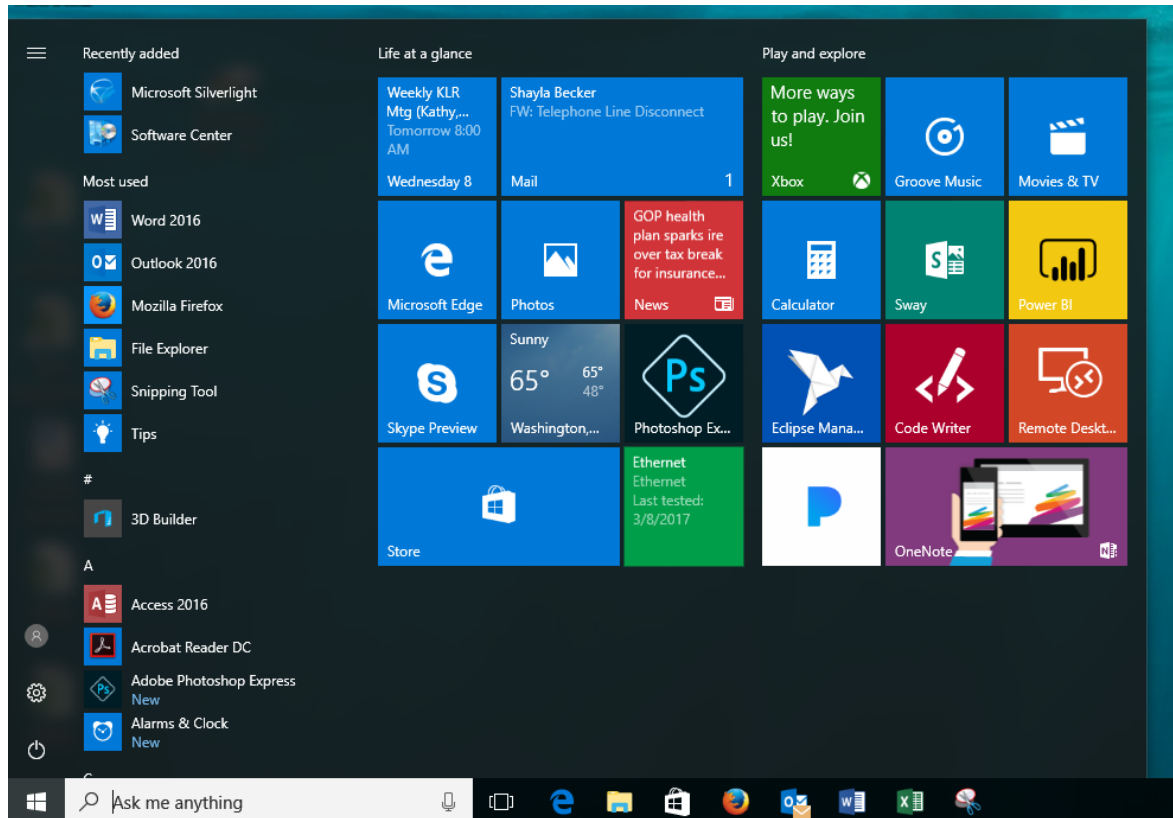 Recently added
Microsoft Silverlight
Software Center
Most used
Word 2016
Outlook 2016
Mozilla Firefox
File Explorer
Snipping Tool
Tips
#
3D Builder
A
Access 2016
Acrobat Reader DC
Adobe Photoshop Express
New
Alarms & Clock
New
Life at a glance
Weekly KLR
Mtg (Kathy,...
Tomorrow 8:00
AM
Wednesday 8
Shayla Becker
FW: Telephone Line Disconnect
Mail 1
Microsoft Edge
Photos
GOP health
plan sparks ire
over tax break
for insurance...
News
Skype Preview
Sunny
65° 65°
48°
Washington,...
Ps
Photoshop Ex...
Store
Ethernet
Ethernet
Last tested:
3/8/2017
Play and explore
More ways
to play. Join
us!
Xbox
Groove Music
Movies & TV
Calculator
Sway
Power BI
Eclipse Mana...
Code Writer
Remote Deskt...
OneNote
Ask me anything